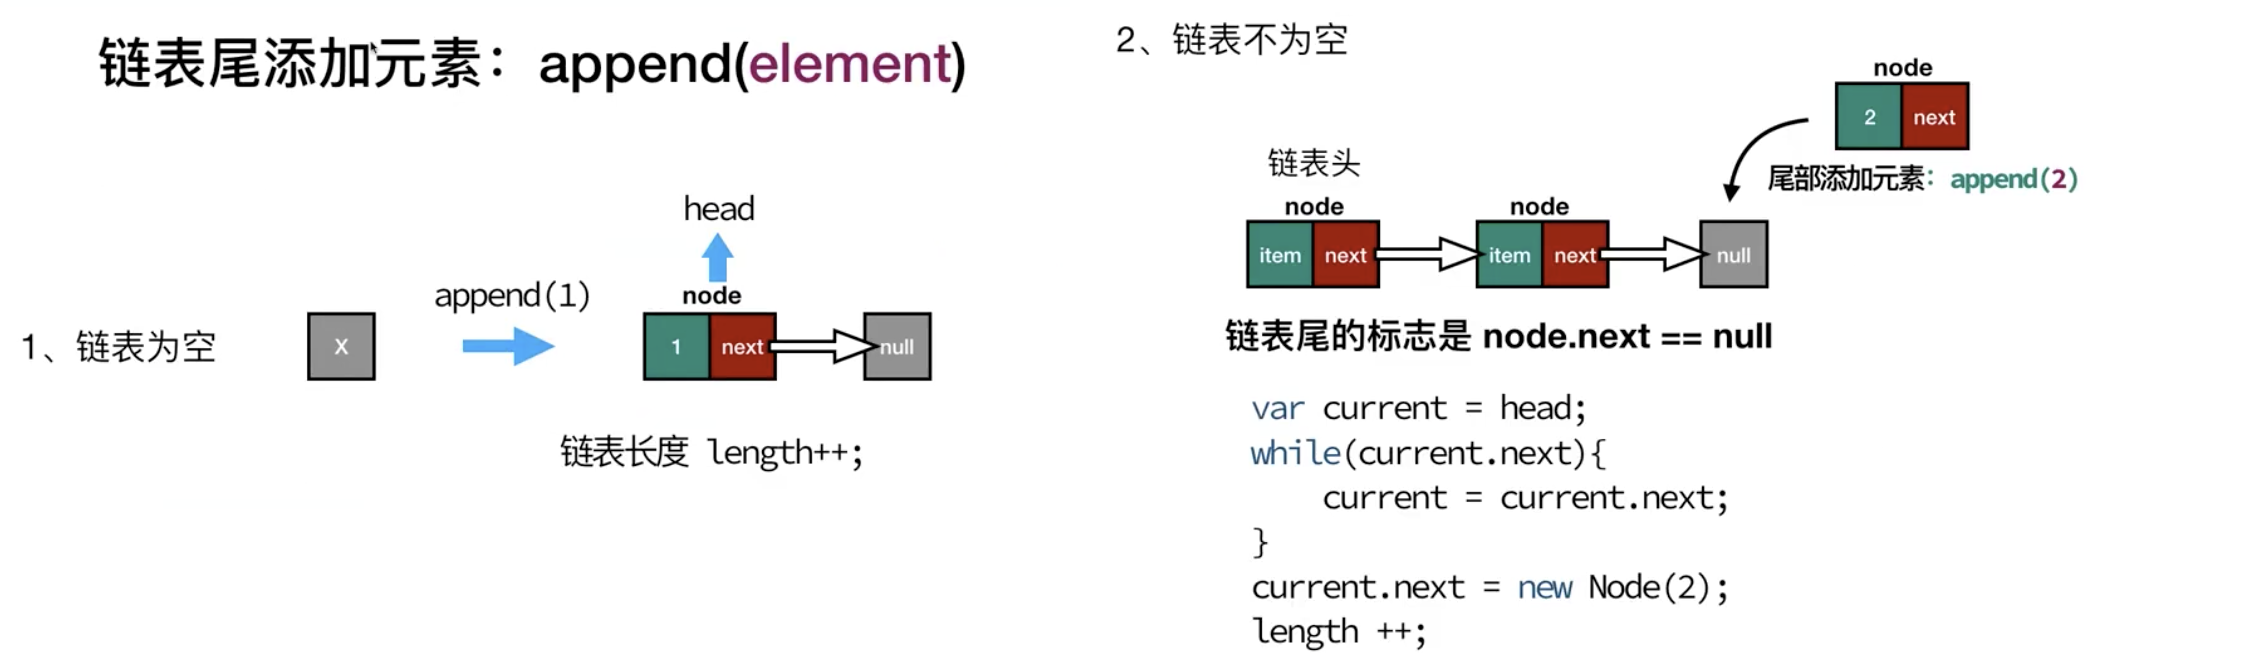 链表尾添加元素：append(element)
head
append(1)
node
1、链表为空
X
1 next
null
链表长度 length++;
2、链表不为空
node
2 next
尾部添加元素：append(2)
链表头
node
node
item next
item next
null
链表尾的标志是 node.next == null
var current = head;
while(current.next){
current = current.next;
}
current.next = new Node(2);
length ++;